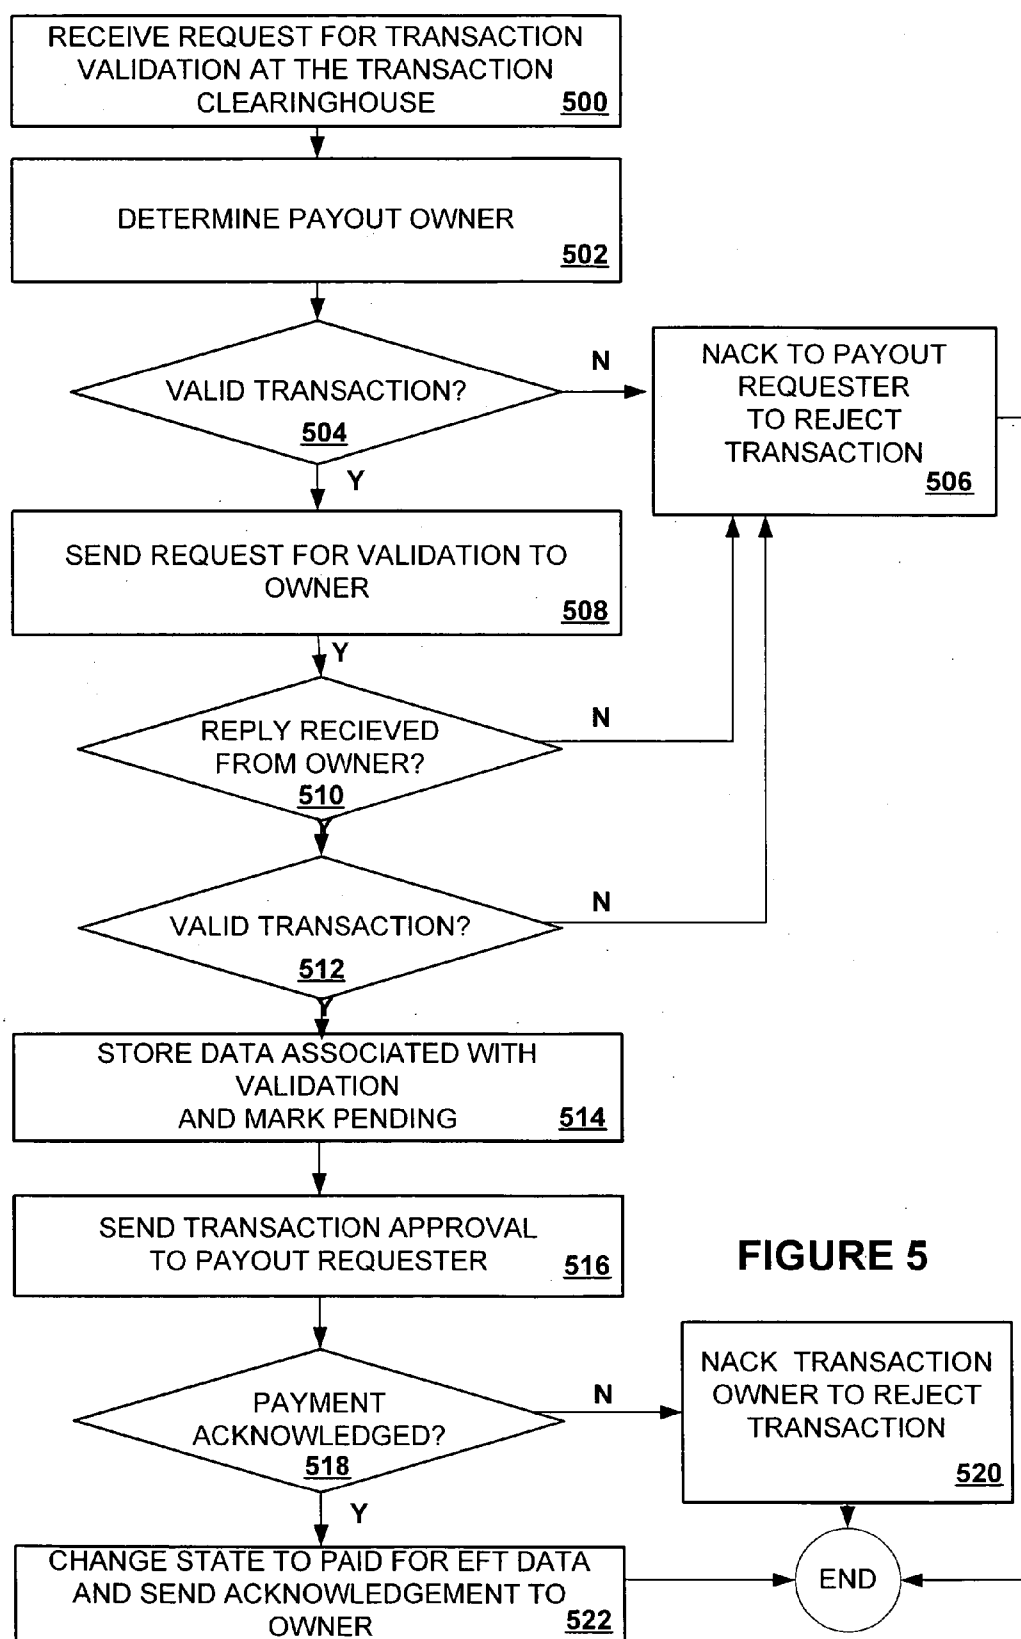 RECEIVE REQUEST FOR TRANSACTION
VALIDATION AT THE TRANSACTION
CLEARINGHOUSE
500
DETERMINE PAYOUT OWNER
502
VALID TRANSACTION?
504
N
Y
NACK TO PAYOUT
REQUESTER
TO REJECT
TRANSACTION
506
SEND REQUEST FOR VALIDATION TO
OWNER
508
Y
REPLY RECIEVED
FROM OWNER?
510
N
Y
VALID TRANSACTION?
512
N
Y
STORE DATA ASSOCIATED WITH
VALIDATION
AND MARK PENDING
514
SEND TRANSACTION APPROVAL
TO PAYOUT REQUESTER
516
FIGURE 5
PAYMENT
ACKNOWLEDGED?
518
N
Y
NACK TRANSACTION
OWNER TO REJECT
TRANSACTION
520
CHANGE STATE TO PAID FOR EFT DATA
AND SEND ACKNOWLEDGEMENT TO
OWNER
522
END